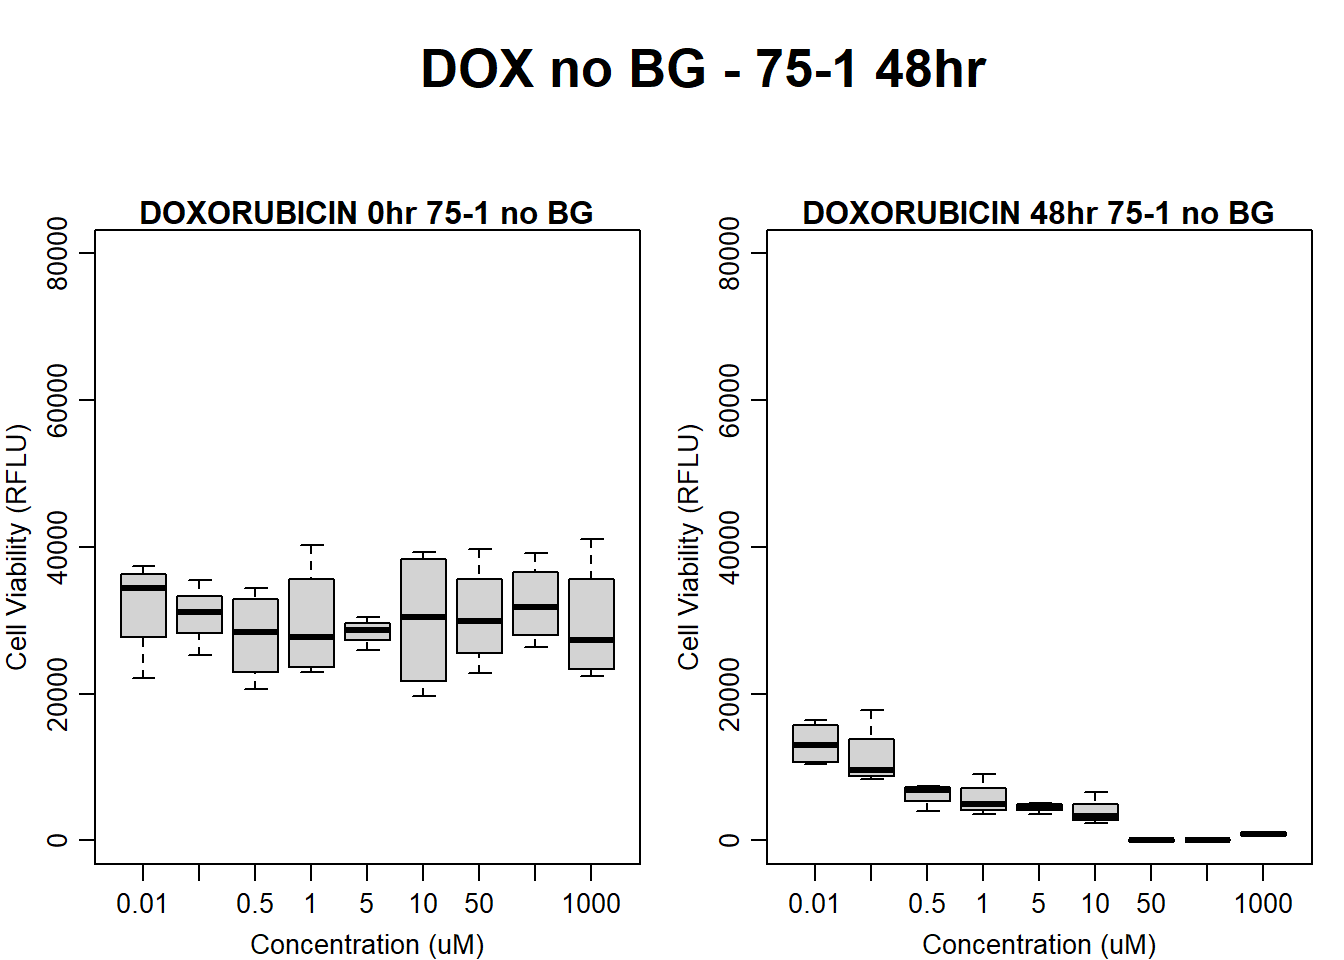 DOX no BG - 75-1 48hr
DOXORUBICIN 0hr 75-1 no BG
Cell Viability (RFLU)
80000
60000
40000
20000
0
0.01 0.5 1 5 10 50 1000
Concentration (uM)
DOXORUBICIN 48hr 75-1 no BG
Cell Viability (RFLU)
80000
60000
40000
20000
0
0.01 0.5 1 5 10 50 1000
Concentration (uM)